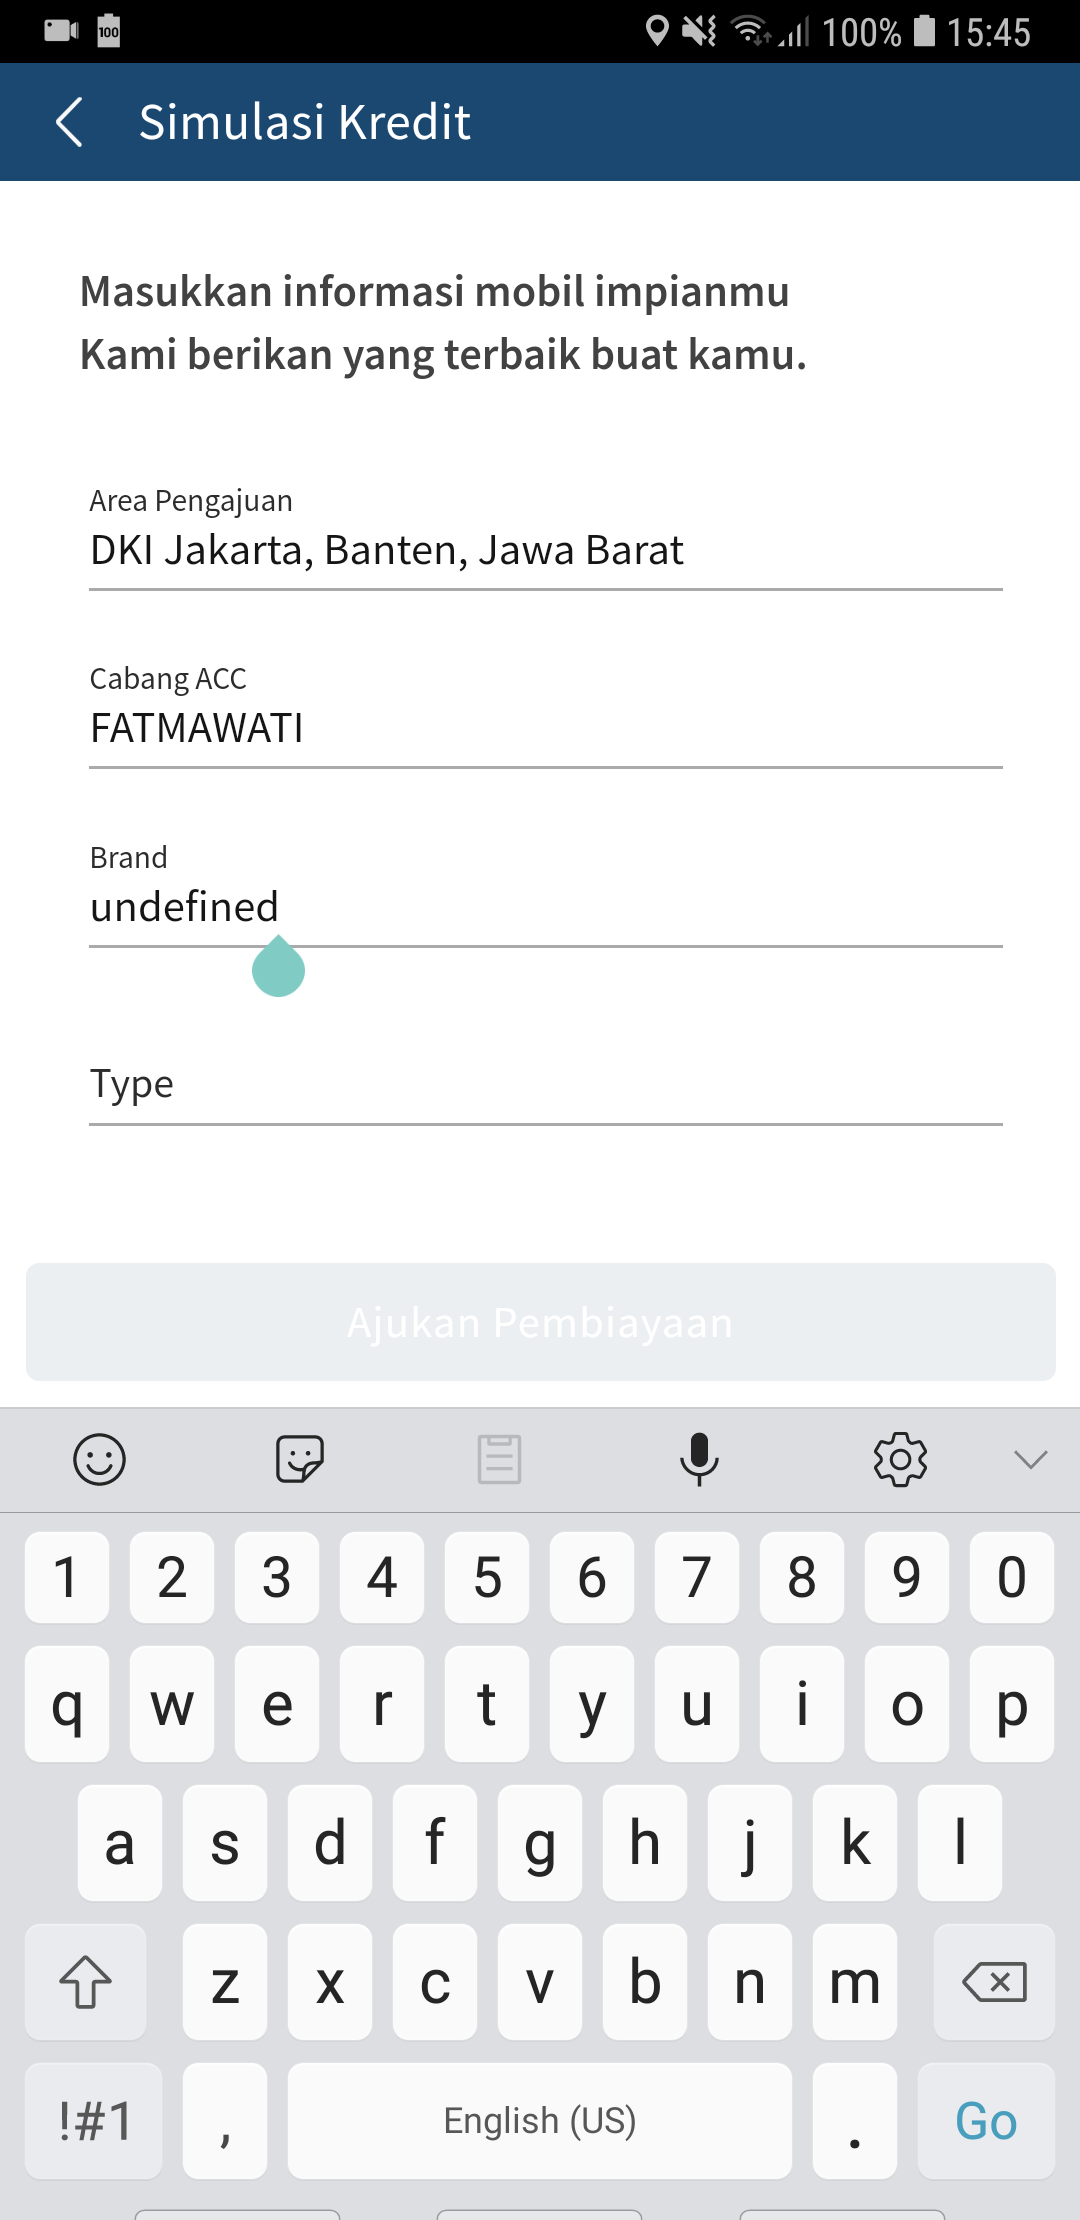 100 100% 15:45
Simulasi Kredit
Masukkan informasi mobil impianmu
Kami berikan yang terbaik buat kamu.
Area Pengajuan
DKI Jakarta, Banten, Jawa Barat
Cabang ACC
FATMAWATI
Brand
undefined
Type
Ajukan Pembiayaan
1 2 3 4 5 6 7 8 9 0
q w e r t y u i o p
a s d f g h j k l
z x c v b n m
!#1 , English (US) . Go